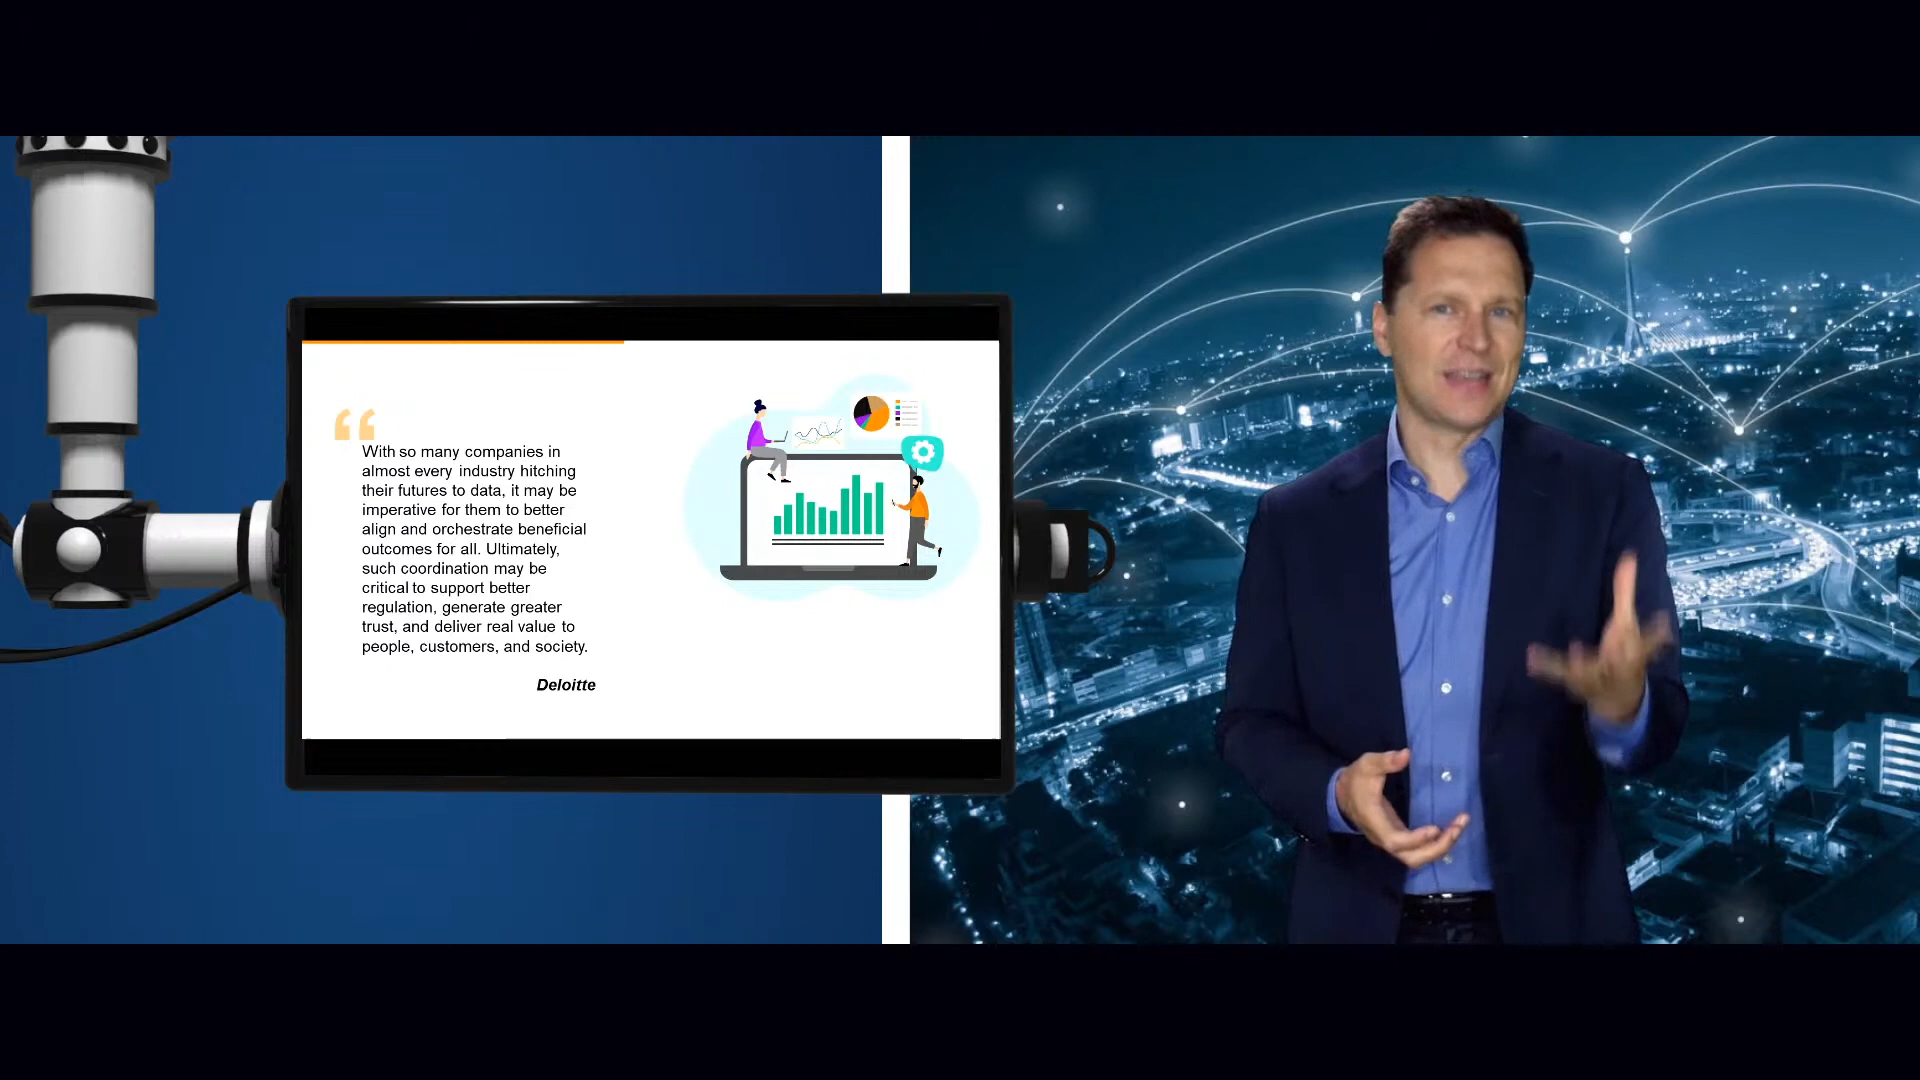 With so many companies in
almost every industry hitching
their futures to data, it may be
imperative for them to better
align and orchestrate beneficial
outcomes for all. Ultimately,
such coordination may be
critical to support better
regulation, generate greater
trust, and deliver real value to
people, customers, and society.
Deloitte